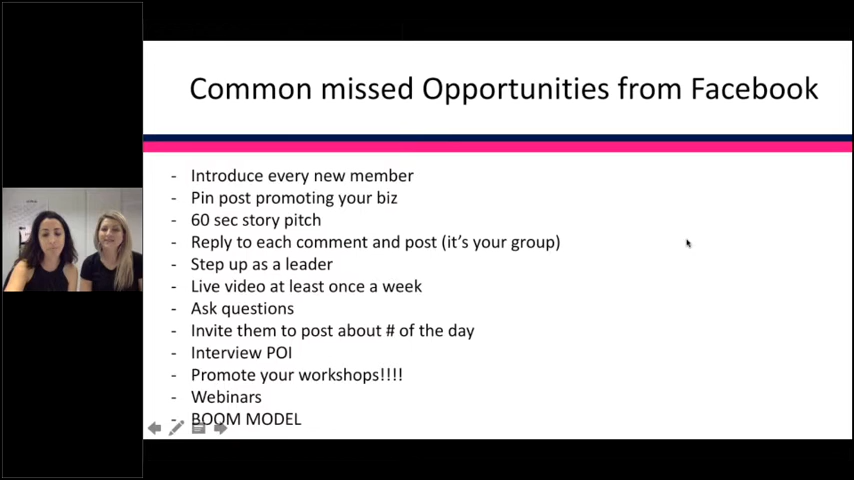 Common missed Opportunities from Facebook
- Introduce every new member
- Pin post promoting your biz
- 60 sec story pitch
- Reply to each comment and post (it's your group)
- Step up as a leader
- Live video at least once a week
- Ask questions
- Invite them to post about # of the day
- Interview POI
- Promote your workshops!!!!
- Webinars
- BOOM MODEL